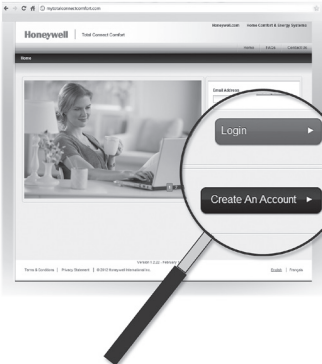 mytotalconnectcomfort.com
Honeywell.com Home Comfort & Energy Systems
Honeywell Total Connect Comfort
Home FAQs Contact Us
Home
Email Address
Login
Create An Account
Terms & Conditions | Privacy Statement | © 2012 Honeywell International Inc.
English | Français